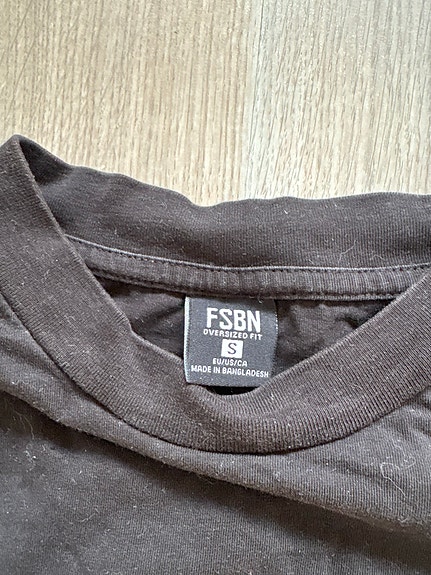 FSBN
OVERSIZED FIT
S
EU/US/CA
MADE IN BANGLADESH